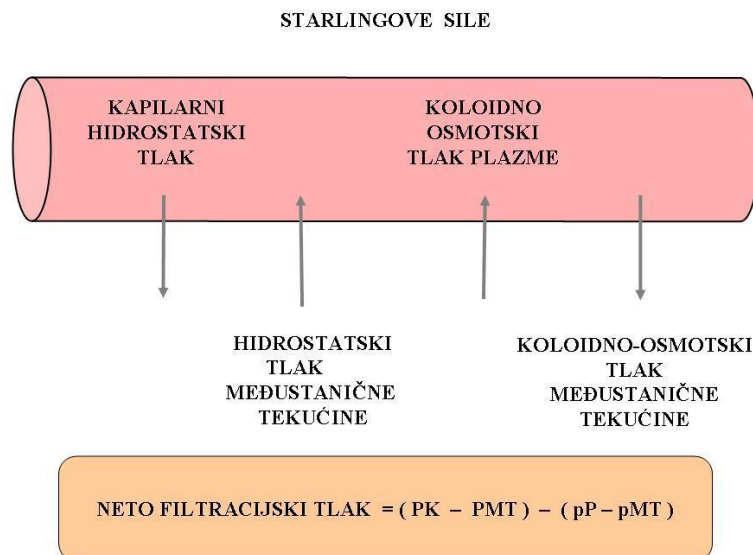 STARLINGOVE SILE
KAPILARNI
HIDROSTATSKI
TLAK
KOLOIDNO
OSMOTSKI
TLAK PLAZME
HIDROSTATSKI
TLAK
MEĐUSTANIČNE
TEKUĆINE
KOLOIDNO-OSMOTSKI
TLAK
MEĐUSTANIČNE
TEKUĆINE
NETO FILTRACIJSKI TLAK = ( PK – PMT ) – ( pP – pMT )